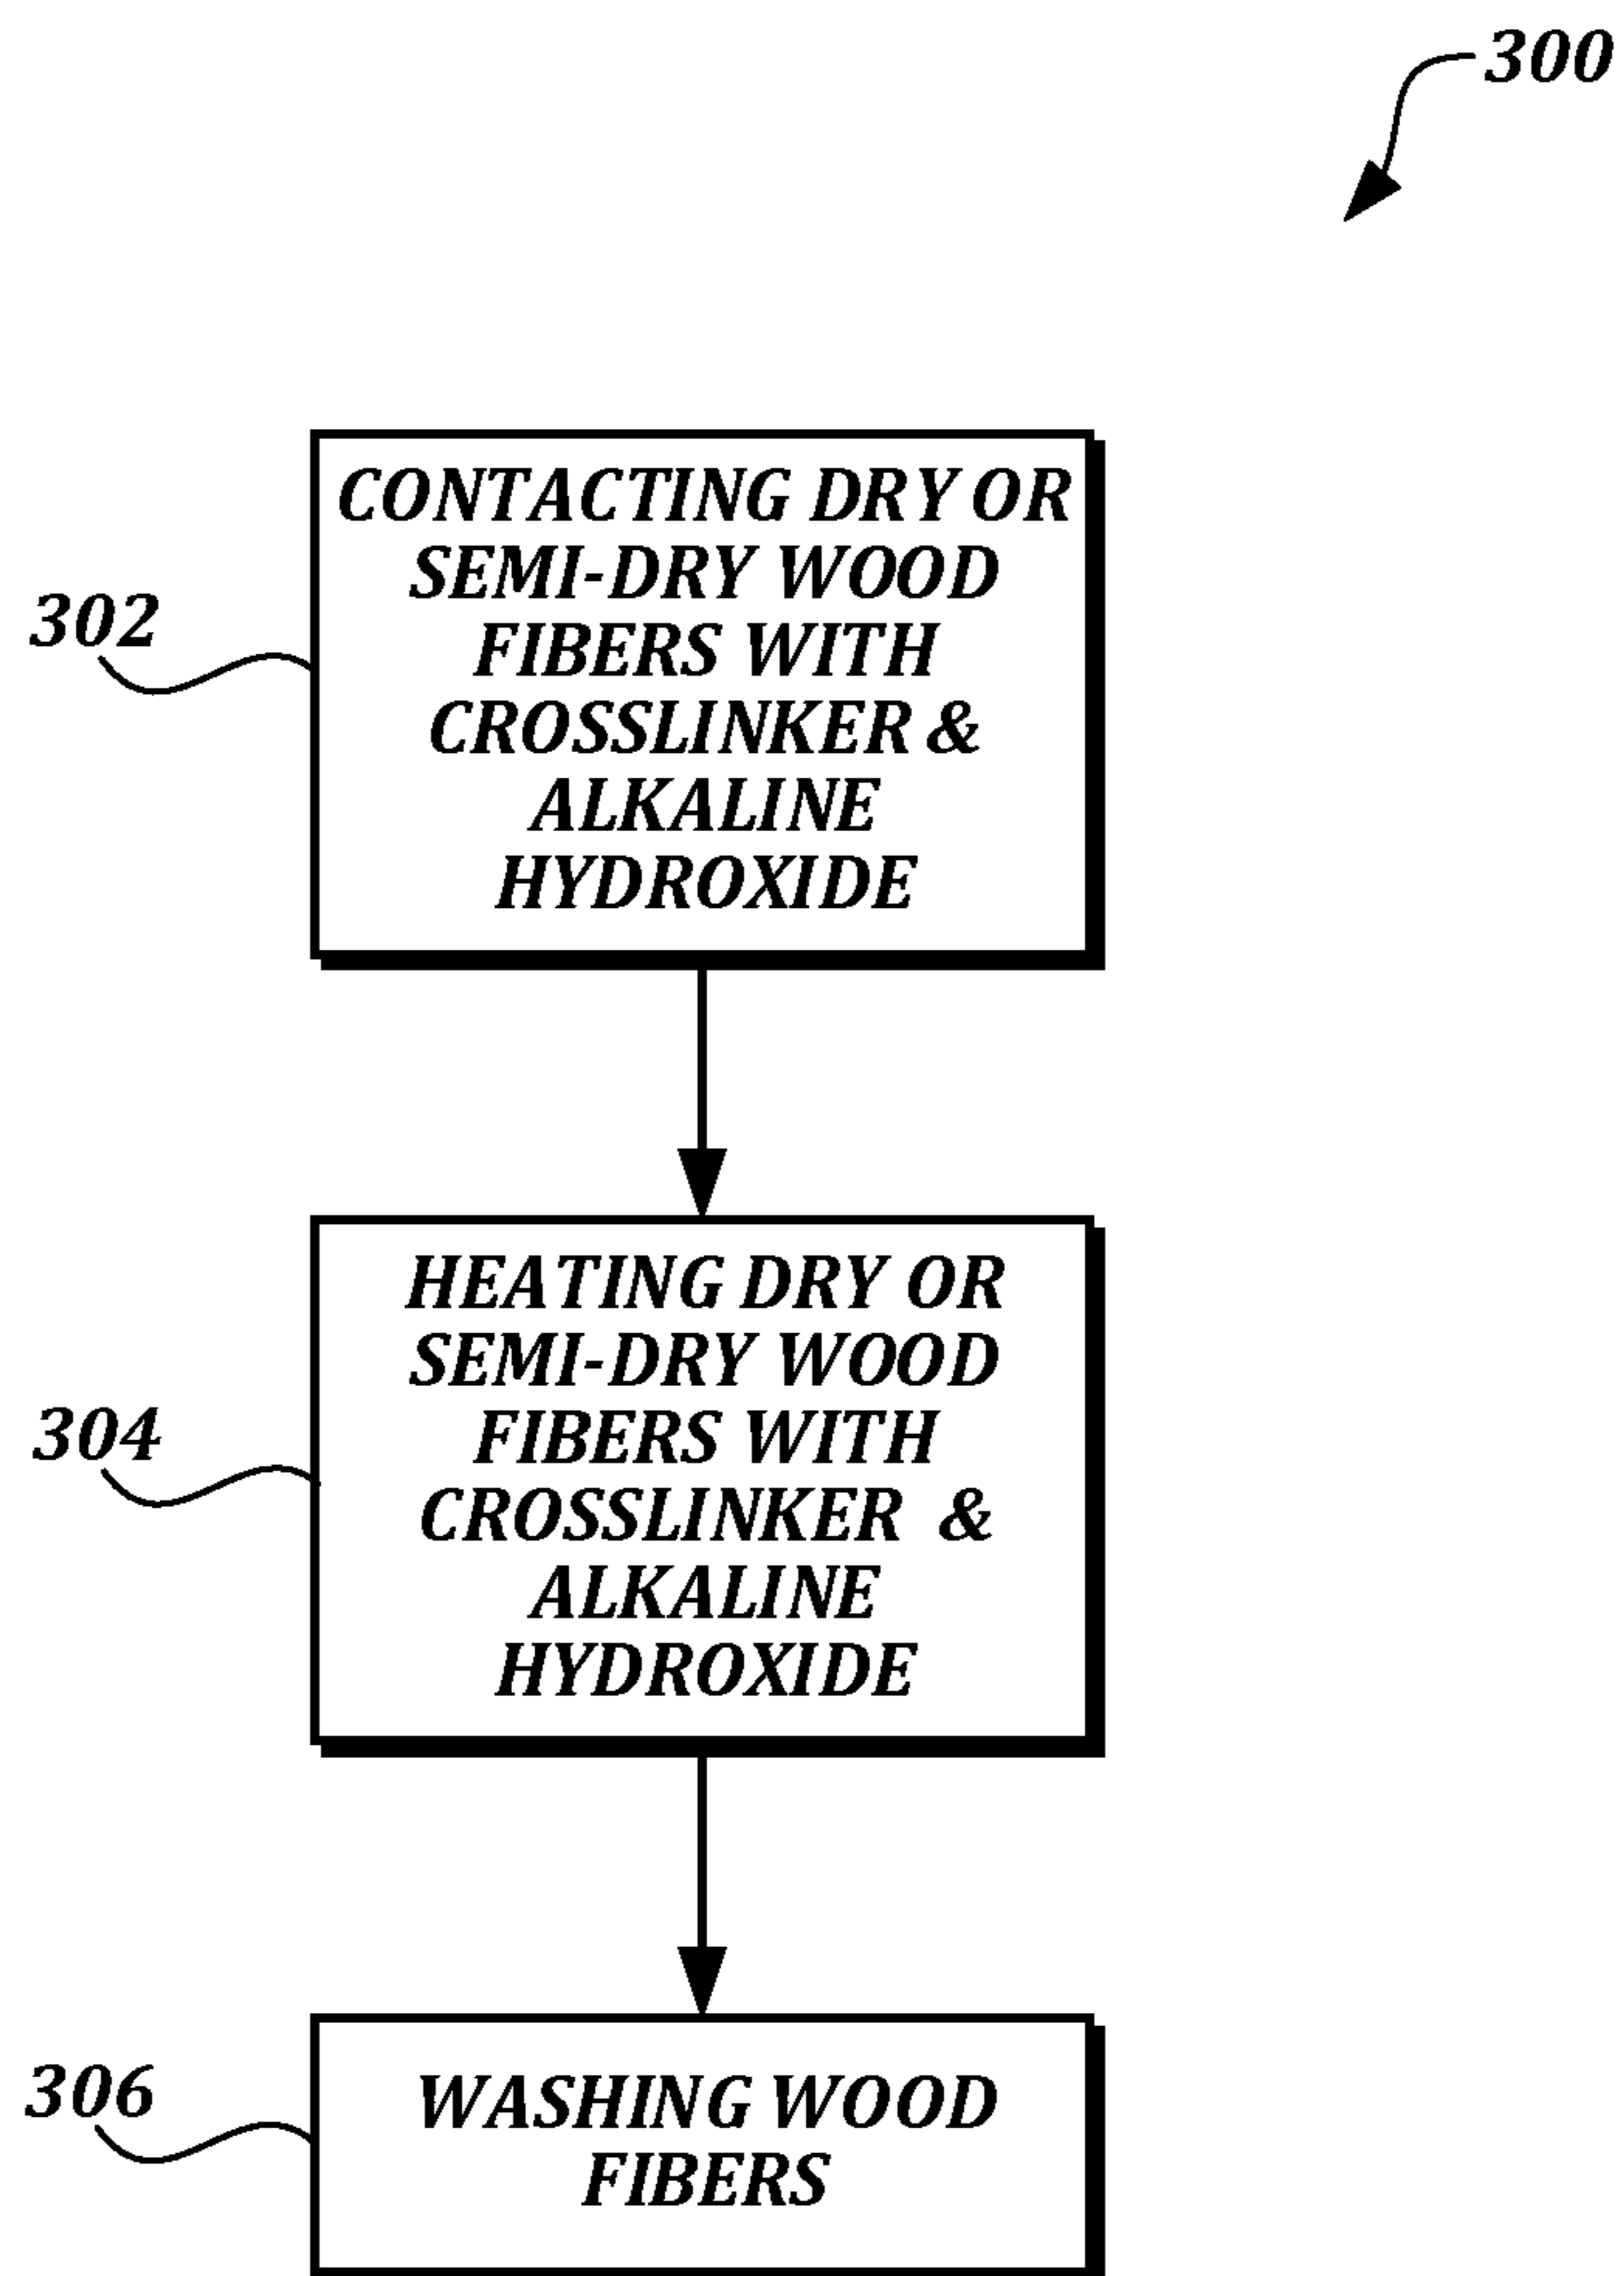 300
CONTACTING DRY OR
SEMI-DRY WOOD
FIBERS WITH
CROSSLINKER &
ALKALINE
HYDROXIDE
302
HEATING DRY OR
SEMI-DRY WOOD
FIBERS WITH
CROSSLINKER &
ALKALINE
HYDROXIDE
304
WASHING WOOD
FIBERS
306